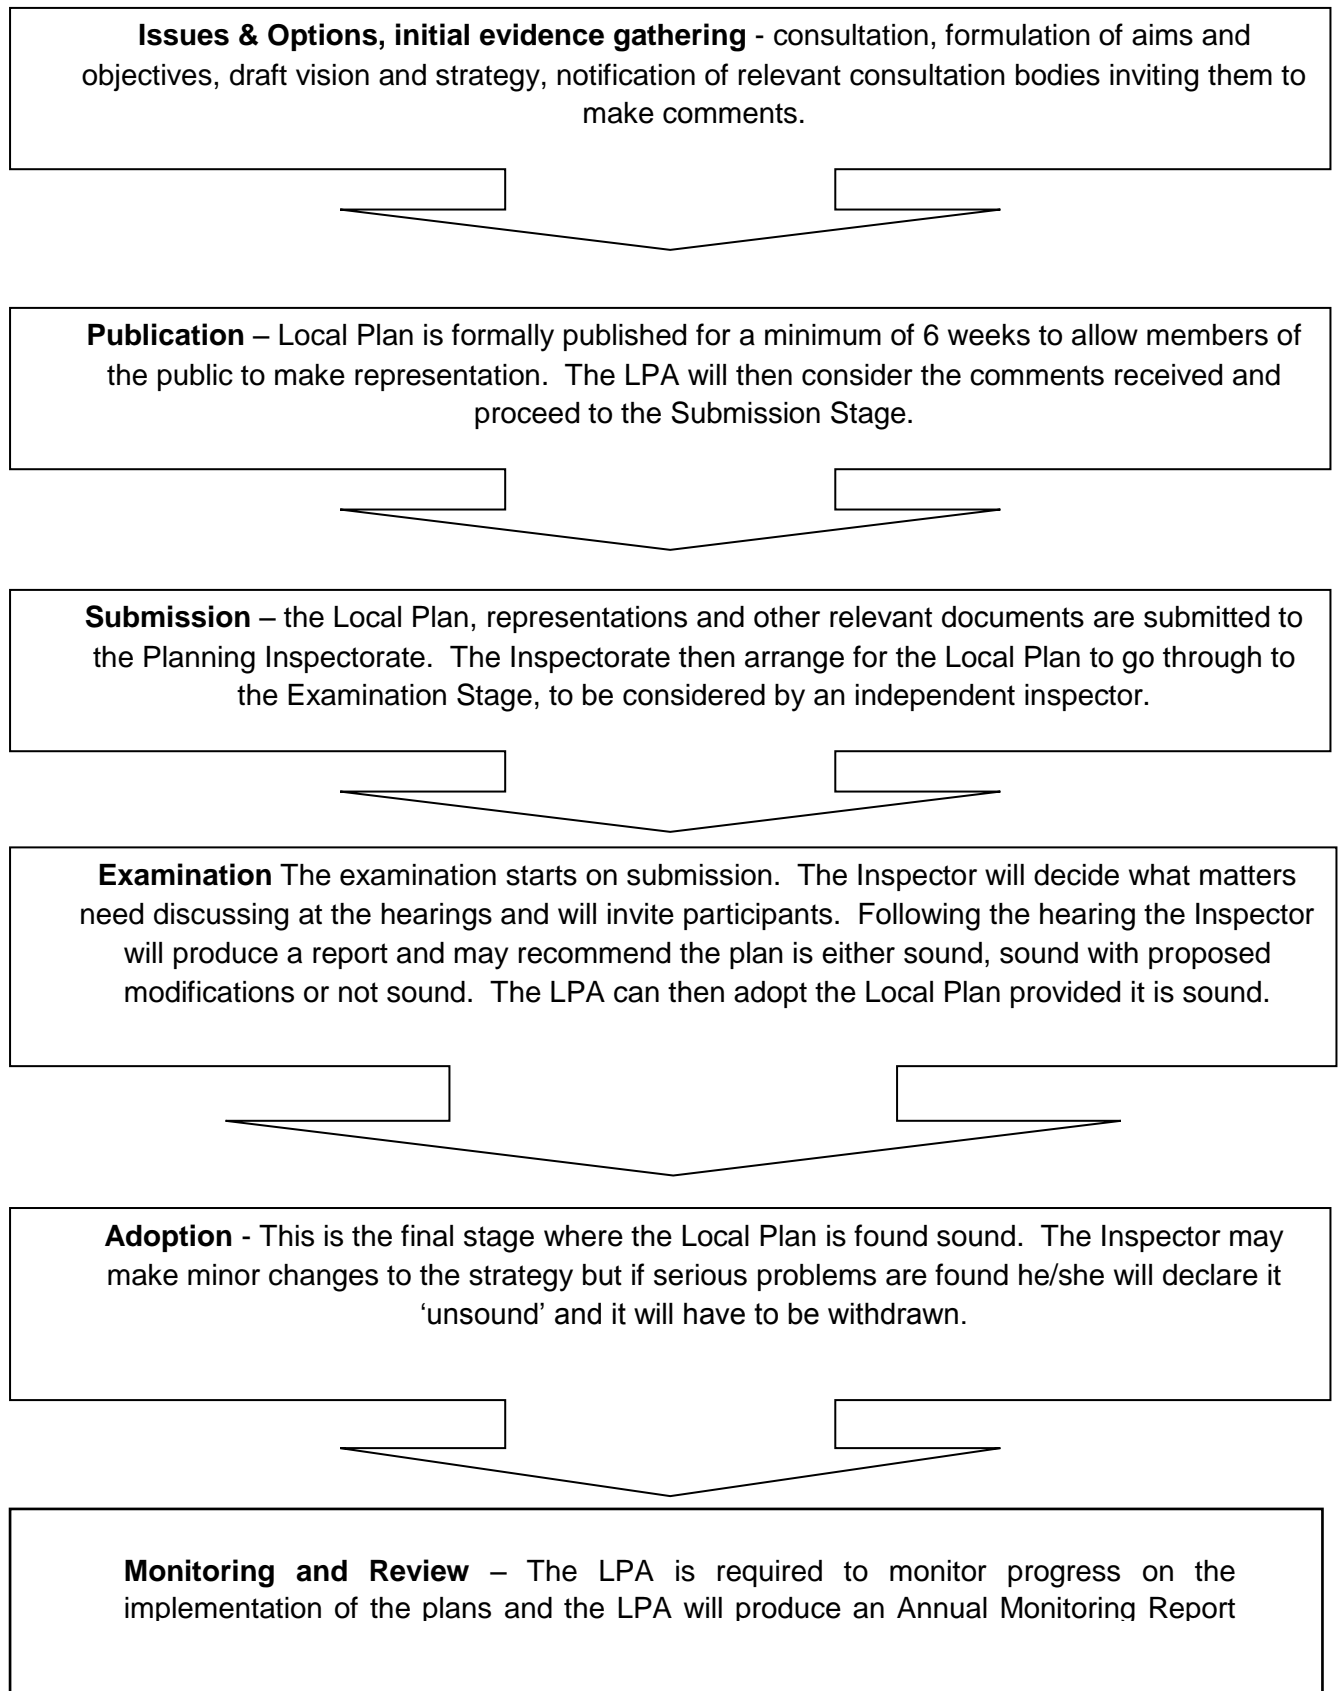 Issues & Options, initial evidence gathering - consultation, formulation of aims and
objectives, draft vision and strategy, notification of relevant consultation bodies inviting them to
make comments.
Publication – Local Plan is formally published for a minimum of 6 weeks to allow members of
the public to make representation. The LPA will then consider the comments received and
proceed to the Submission Stage.
Submission – the Local Plan, representations and other relevant documents are submitted to
the Planning Inspectorate. The Inspectorate then arrange for the Local Plan to go through to
the Examination Stage, to be considered by an independent inspector.
Examination The examination starts on submission. The Inspector will decide what matters
need discussing at the hearings and will invite participants. Following the hearing the Inspector
will produce a report and may recommend the plan is either sound, sound with proposed
modifications or not sound. The LPA can then adopt the Local Plan provided it is sound.
Adoption - This is the final stage where the Local Plan is found sound. The Inspector may
make minor changes to the strategy but if serious problems are found he/she will declare it
‘unsound’ and it will have to be withdrawn.
Monitoring and Review – The LPA is required to monitor progress on the
implementation of the plans and the LPA will produce an Annual Monitoring Report